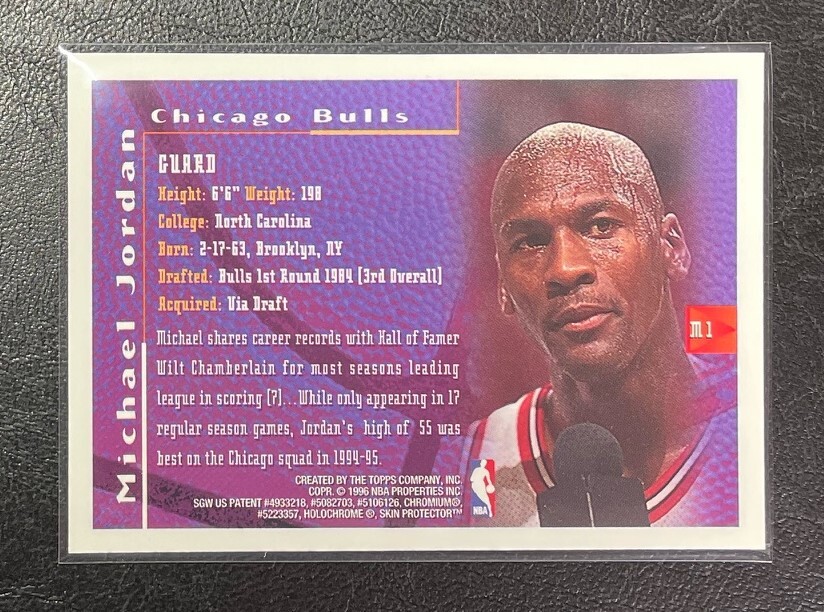 Chicago Bulls
Michael Jordan
GUARD
Height: 6'6" Weight: 198
College: North Carolina
Born: 2-17-63, Brooklyn, NY
Drafted: Bulls 1st Round 1984 (3rd Overall)
Acquired: Via Draft
Michael shares career records with Hall of Famer
Wilt Chamberlain for most seasons leading
league in scoring (7)...While only appearing in 17
regular season games, Jordan's high of 55 was
best on the Chicago squad in 1994-95.
CREATED BY THE TOPPS COMPANY, INC.
COPR. © 1996 NBA PROPERTIES INC
SGW US PATENT #4933218, #5082703, #5106126, CHROMIUM®,
#5223357, HOLOCHROME ®, SKIN PROTECTOR™
NBA
M 1